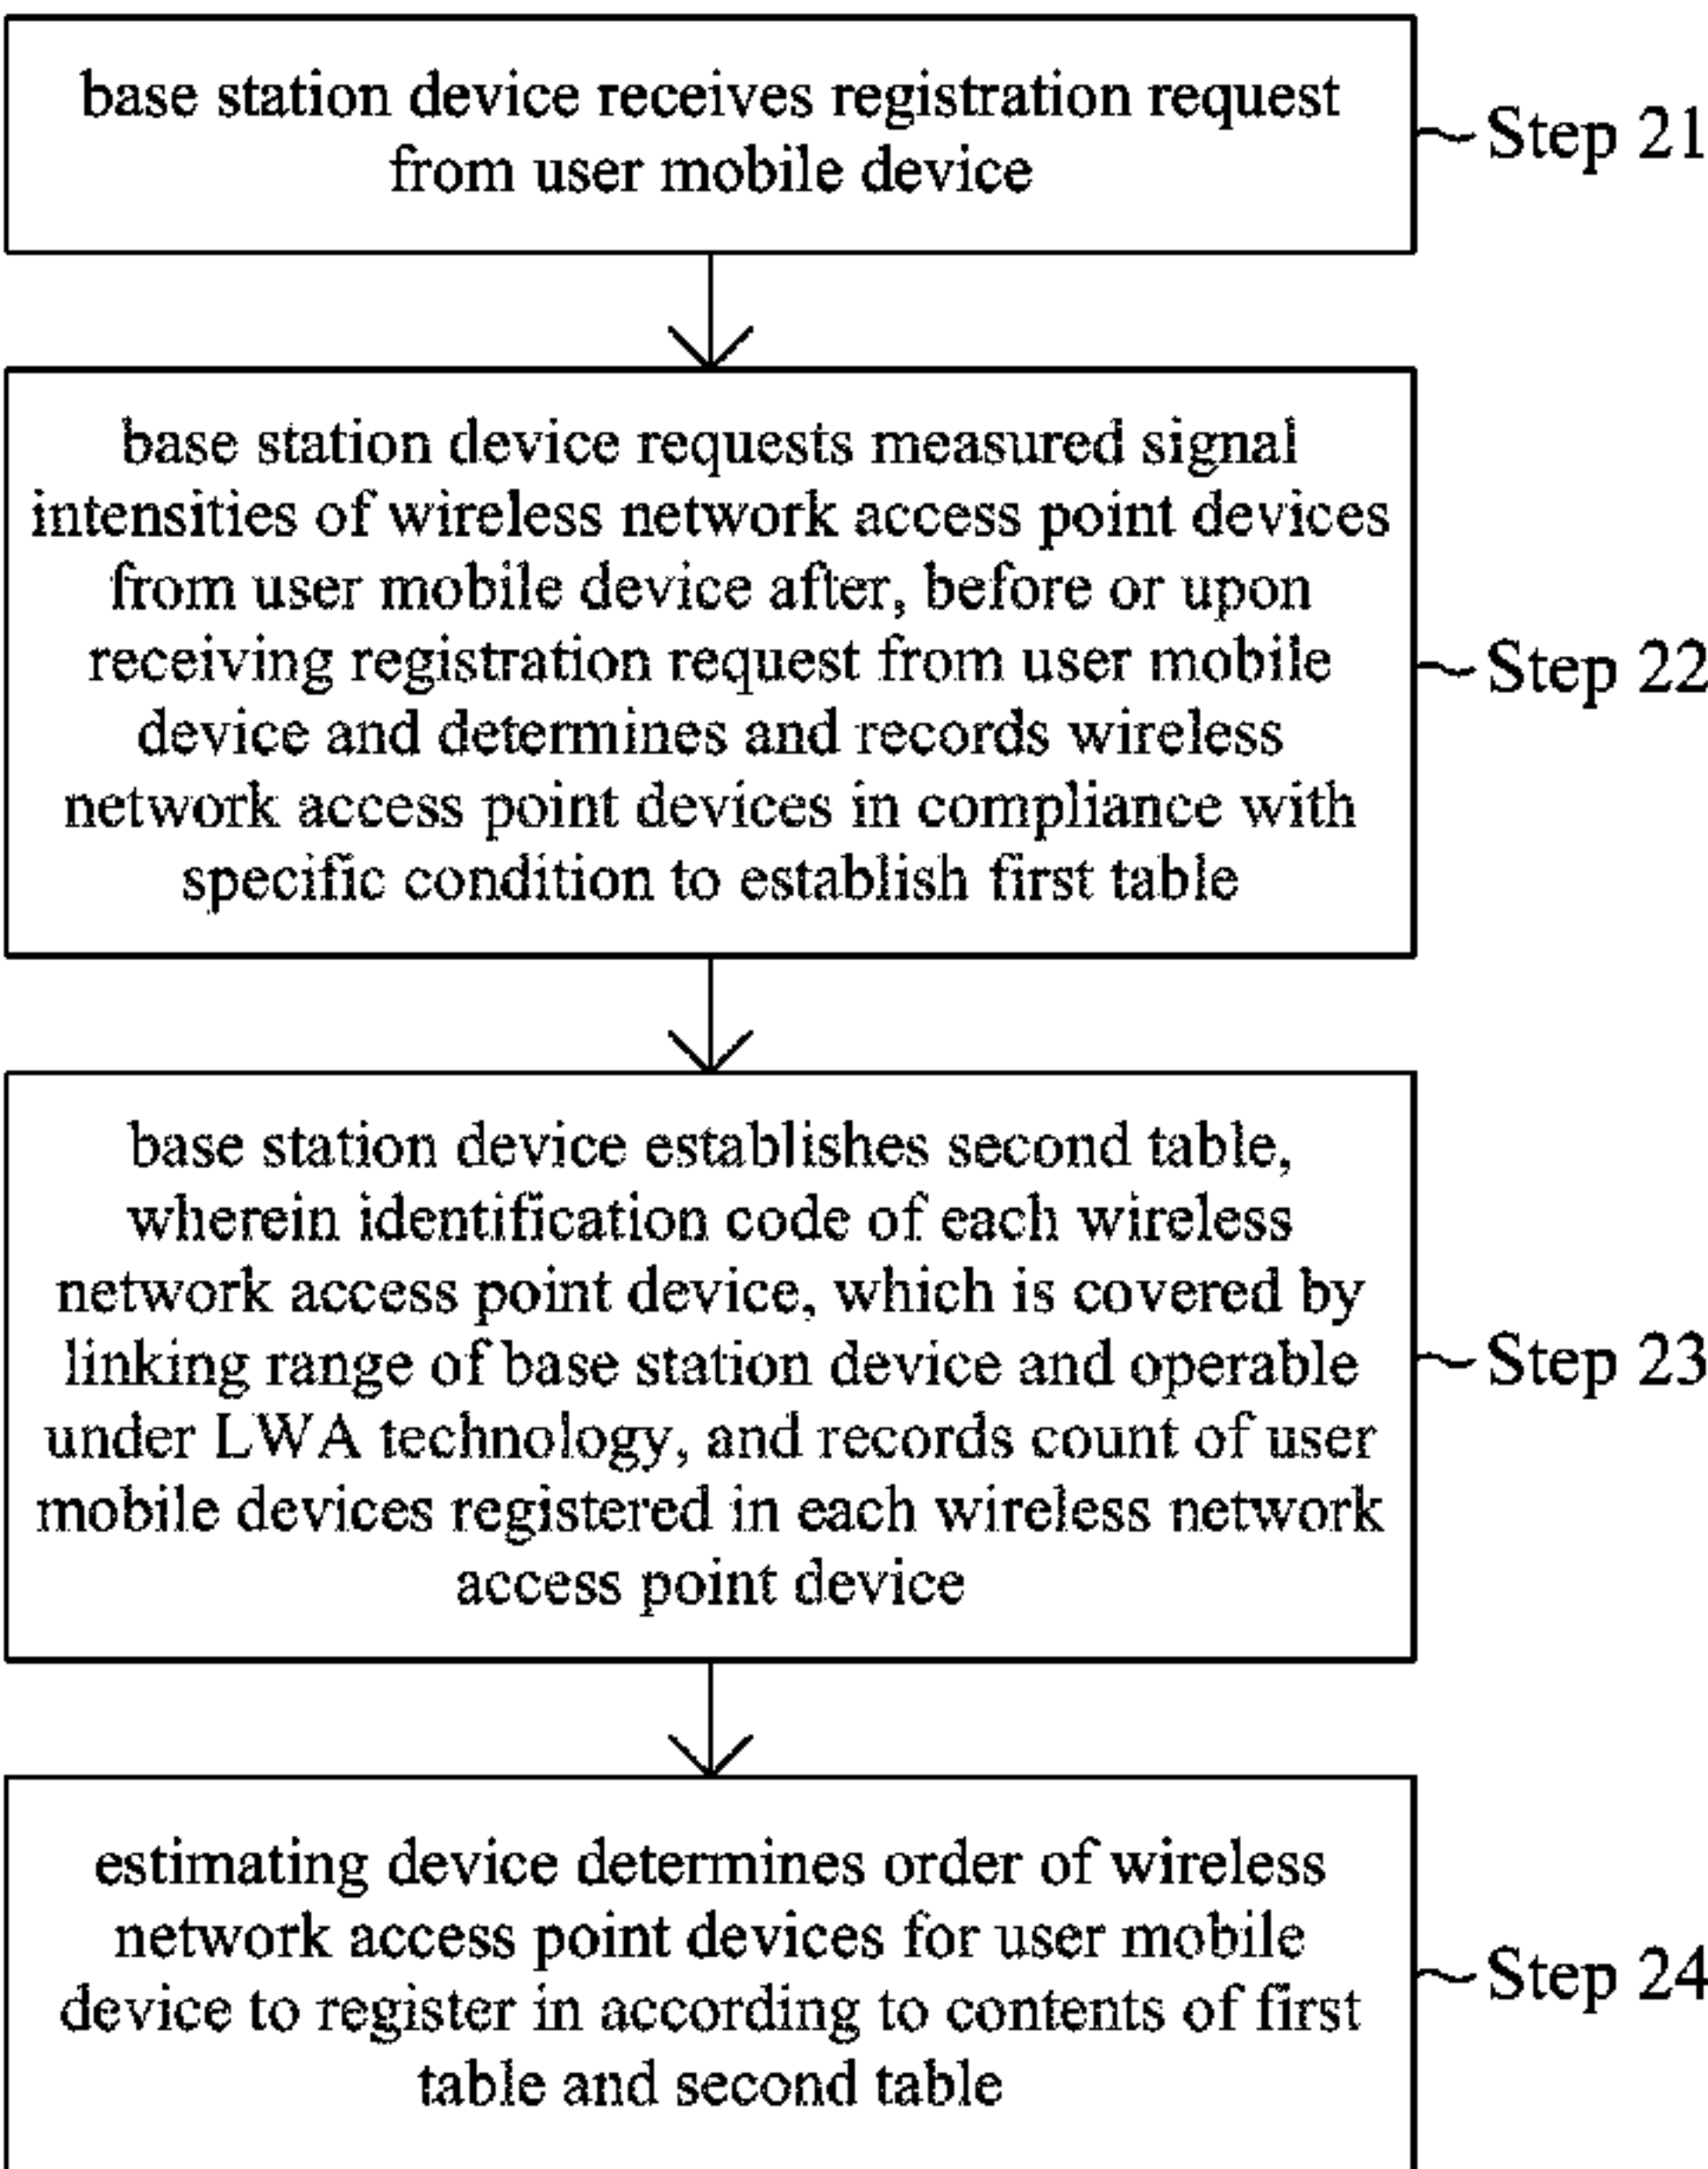 base station device receives registration request
from user mobile device
Step 21
base station device requests measured signal
intensities of wireless network access point devices
from user mobile device after, before or upon
receiving registration request from user mobile
device and determines and records wireless
network access point devices in compliance with
specific condition to establish first table
Step 22
base station device establishes second table,
wherein identification code of each wireless
network access point device, which is covered by
linking range of base station device and operable
under LWA technology, and records count of user
mobile devices registered in each wireless network
access point device
Step 23
estimating device determines order of wireless
network access point devices for user mobile
device to register in according to contents of first
table and second table
Step 24